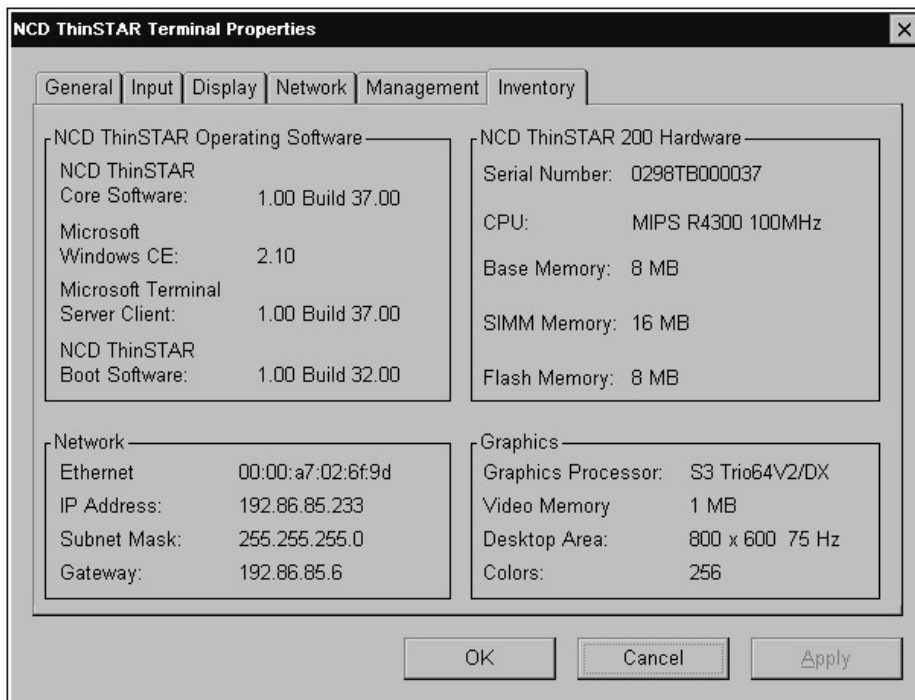 NCD ThinSTAR Terminal Properties
General Input Display Network Management Inventory
NCD ThinSTAR Operating Software
NCD ThinSTAR
Core Software: 1.00 Build 37.00
Microsoft
Windows CE: 2.10
Microsoft Terminal
Server Client: 1.00 Build 37.00
NCD ThinSTAR
Boot Software: 1.00 Build 32.00
NCD ThinSTAR 200 Hardware
Serial Number: 0298TB000037
CPU: MIPS R4300 100MHz
Base Memory: 8 MB
SIMM Memory: 16 MB
Flash Memory: 8 MB
Network
Ethernet 00:00:a7:02:6f:9d
IP Address: 192.86.85.233
Subnet Mask: 255.255.255.0
Gateway: 192.86.85.6
Graphics
Graphics Processor: S3 Trio64V2/DX
Video Memory 1 MB
Desktop Area: 800 x 600 75 Hz
Colors: 256
OK Cancel Apply